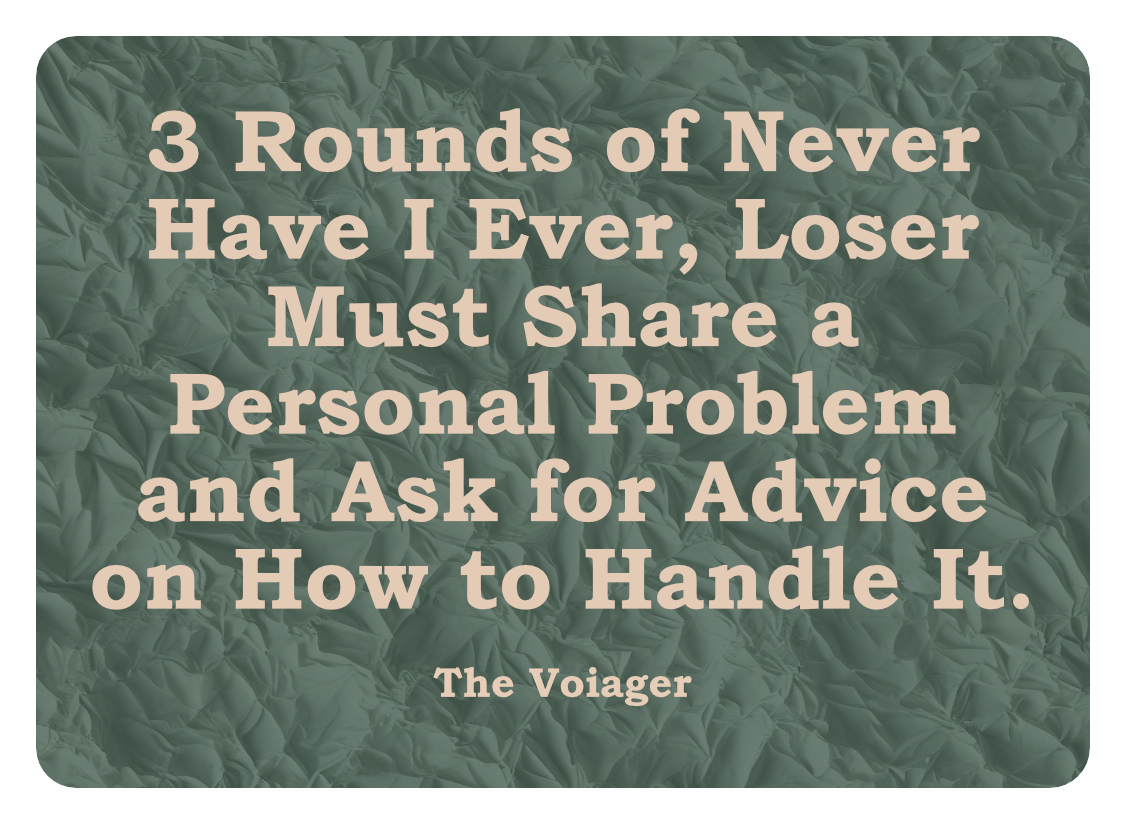 3 Rounds of Never
Have I Ever, Loser
Must Share a
Personal Problem
and Ask for Advice
on How to Handle It.
The Voiager